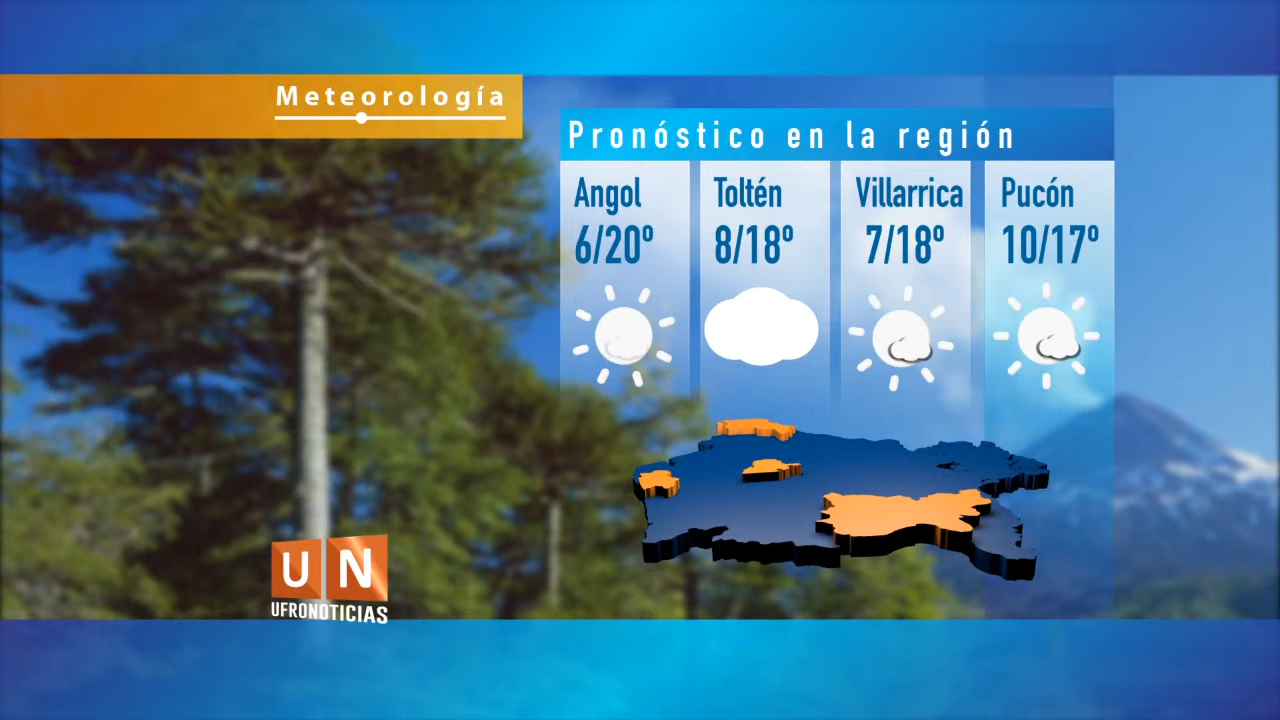 Meteorología
Pronóstico en la región
Angol
6/20º
Toltén
8/18º
Villarrica
7/18º
Pucón
10/17º
UN
UFRONOTICIAS